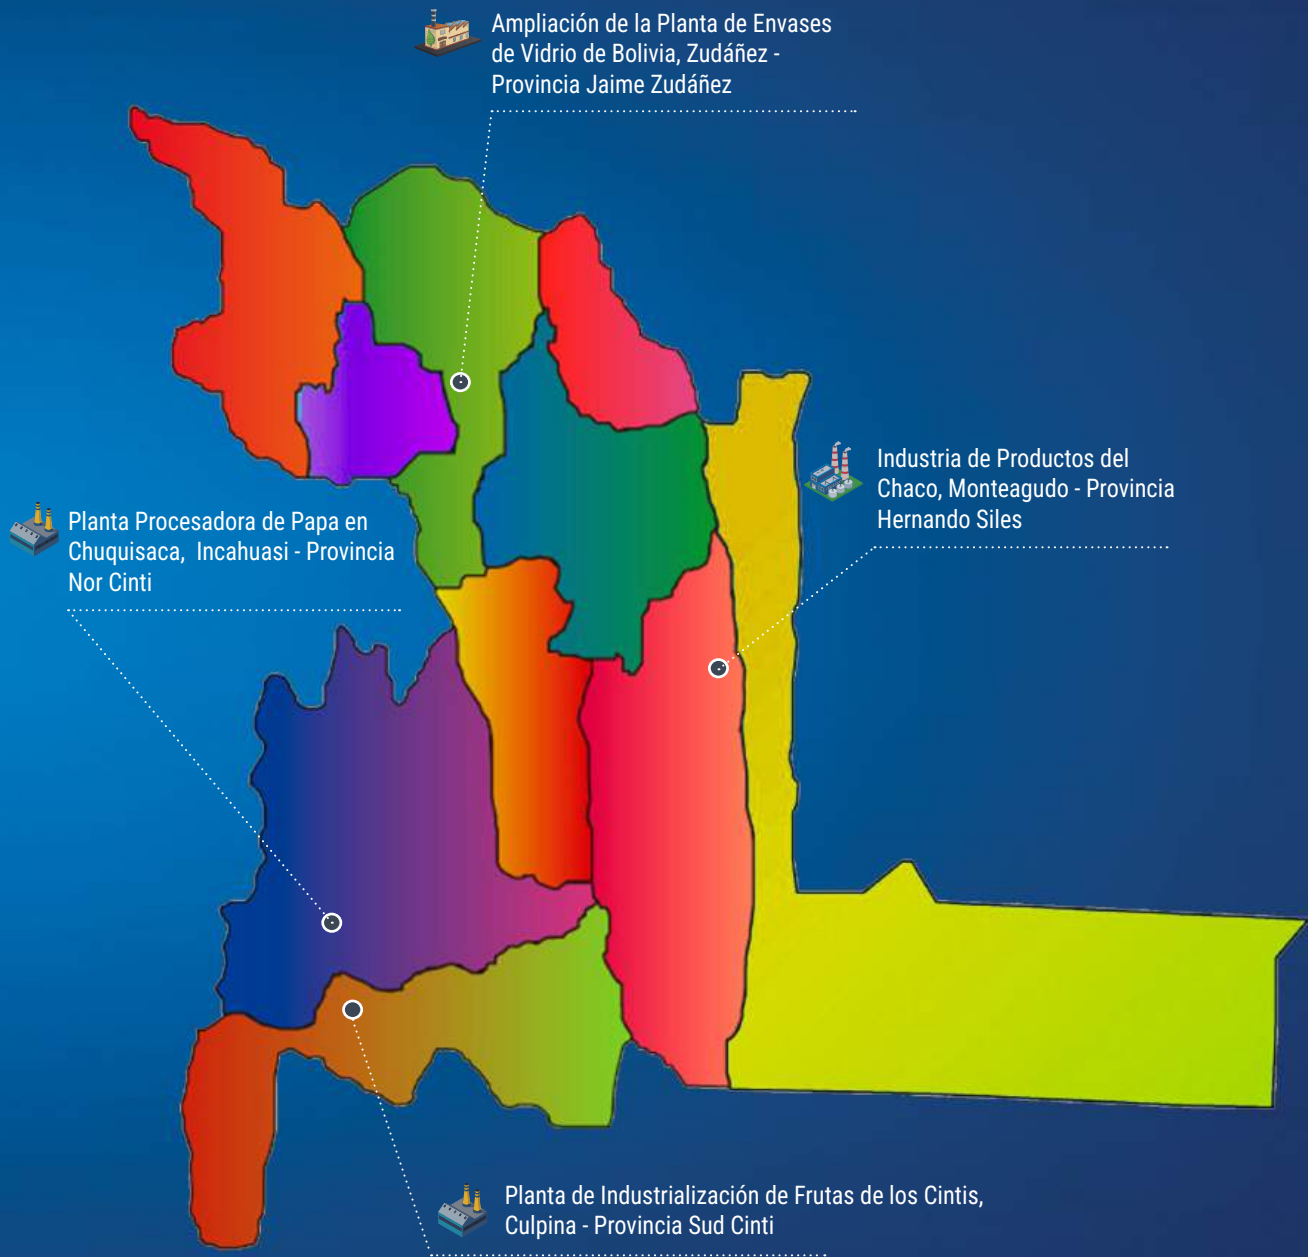 Ampliación de la Planta de Envases
de Vidrio de Bolivia, Zudáñez -
Provincia Jaime Zudáñez
Industria de Productos del
Chaco, Monteagudo - Provincia
Hernando Siles
Planta Procesadora de Papa en
Chuquisaca, Incahuasi - Provincia
Nor Cinti
Planta de Industrialización de Frutas de los Cintis,
Culpina - Provincia Sud Cinti